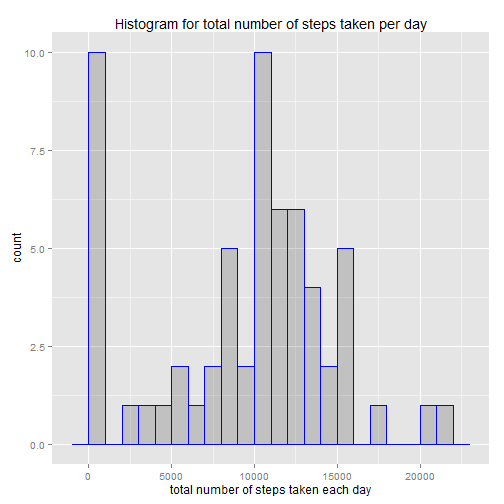 Histogram for total number of steps taken per day
10.0
7.5
5.0
2.5
0.0
count
0 5000 10000 15000 20000
total number of steps taken each day